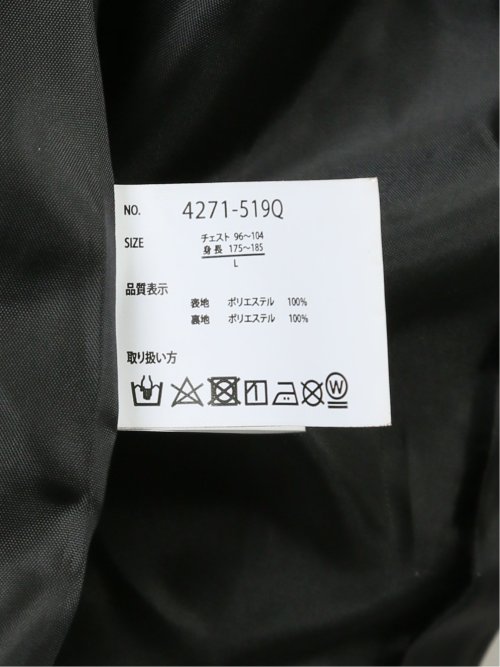 NO. 4271-519Q
SIZE チェスト 96～104
身長 175～185
L
品質表示
表地 ポリエステル 100%
裏地 ポリエステル 100%
取り扱い方
W